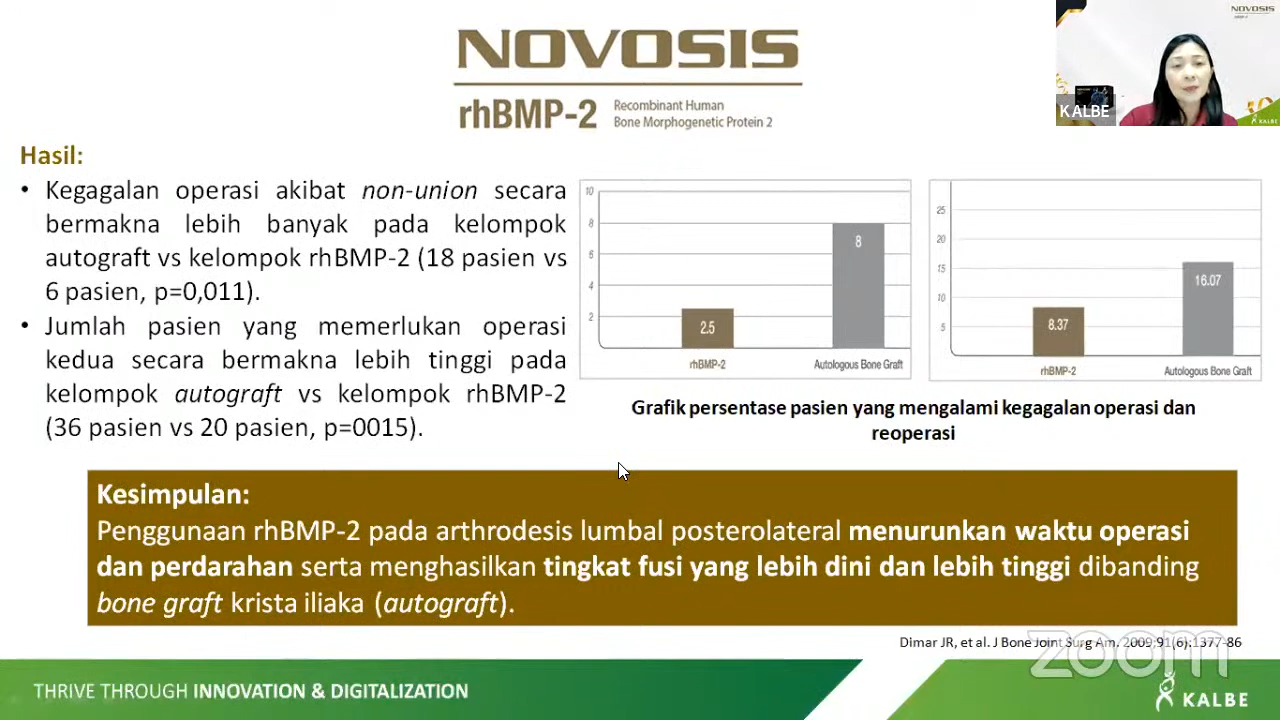 NOVOSIS
rhBMP-2
Recombinant Human
Bone Morphogenetic Protein 2
NOVOSIS
KALBE
KALBE
Hasil:
• Kegagalan operasi akibat non-union secara
bermakna lebih banyak pada kelompok
autograft vs kelompok rhBMP-2 (18 pasien vs
6 pasien, p=0,011).
• Jumlah pasien yang memerlukan operasi
kedua secara bermakna lebih tinggi pada
kelompok autograft vs kelompok rhBMP-2
(36 pasien vs 20 pasien, p=0015).
10
8
6
4
2
2.5
8
rhBMP-2
Autologous Bone Graft
25
20
15
10
5
8.37
16.07
rhBMP-2
Autologous Bone Graft
Grafik persentase pasien yang mengalami kegagalan operasi dan
reoperasi
Kesimpulan:
Penggunaan rhBMP-2 pada arthrodesis lumbal posterolateral menurunkan waktu operasi
dan perdarahan serta menghasilkan tingkat fusi yang lebih dini dan lebih tinggi dibanding
bone graft krista iliaka (autograft).
Dimar JR, et al. J Bone Joint Surg Am. 2009;91(6):1377-86
zoom
THRIVE THROUGH INNOVATION & DIGITALIZATION
KALBE